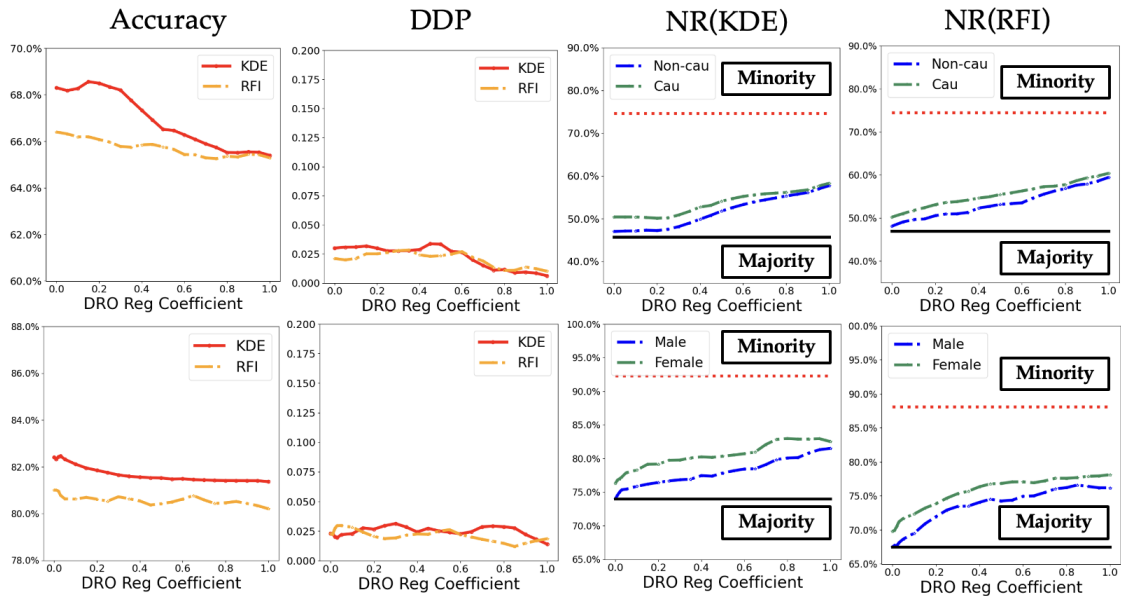 Accuracy
DDP
NR(KDE)
NR(RFI)
70.0%
68.0%
66.0%
64.0%
62.0%
60.0%
KDE
RFI
0.0 0.2 0.4 0.6 0.8 1.0
DRO Reg Coefficient
0.200
0.175
0.150
0.125
0.100
0.075
0.050
0.025
0.000
KDE
RFI
0.0 0.2 0.4 0.6 0.8 1.0
DRO Reg Coefficient
90.0%
80.0%
70.0%
60.0%
50.0%
40.0%
Non-cau
Cau
Minority
Majority
0.0 0.2 0.4 0.6 0.8 1.0
DRO Reg Coefficient
90.0%
80.0%
70.0%
60.0%
50.0%
40.0%
Non-cau
Cau
Minority
Majority
0.0 0.2 0.4 0.6 0.8 1.0
DRO Reg Coefficient
88.0%
86.0%
84.0%
82.0%
80.0%
78.0%
KDE
RFI
0.0 0.2 0.4 0.6 0.8 1.0
DRO Reg Coefficient
0.200
0.175
0.150
0.125
0.100
0.075
0.050
0.025
0.000
KDE
RFI
0.0 0.2 0.4 0.6 0.8 1.0
DRO Reg Coefficient
100.0%
95.0%
90.0%
85.0%
80.0%
75.0%
70.0%
65.0%
Male
Female
Minority
Majority
0.0 0.2 0.4 0.6 0.8 1.0
DRO Reg Coefficient
00.0%
95.0%
90.0%
85.0%
80.0%
75.0%
70.0%
65.0%
Male
Female
Minority
Majority
0.0 0.2 0.4 0.6 0.8 1.0
DRO Reg Coefficient